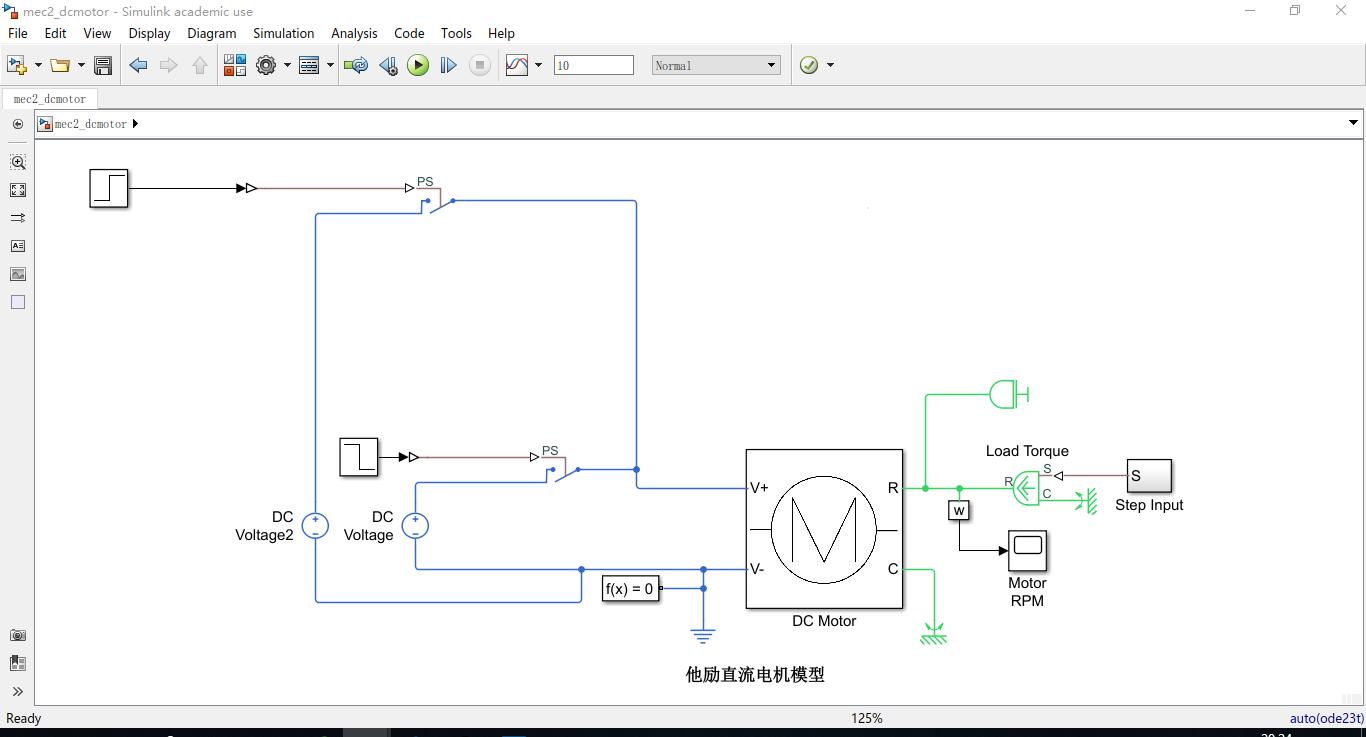 mec2_dcmotor - Simulink academic use
File Edit View Display Diagram Simulation Analysis Code Tools Help
10
Normal
mec2_dcmotor
mec2_dcmotor
PS
Load Torque
PS
S
R
C
S
Step Input
V+
R
w
DC
Voltage2
DC
Voltage
V-
C
f(x) = 0
Motor
RPM
DC Motor
他励直流电机模型
Ready
125%
auto(ode23t)